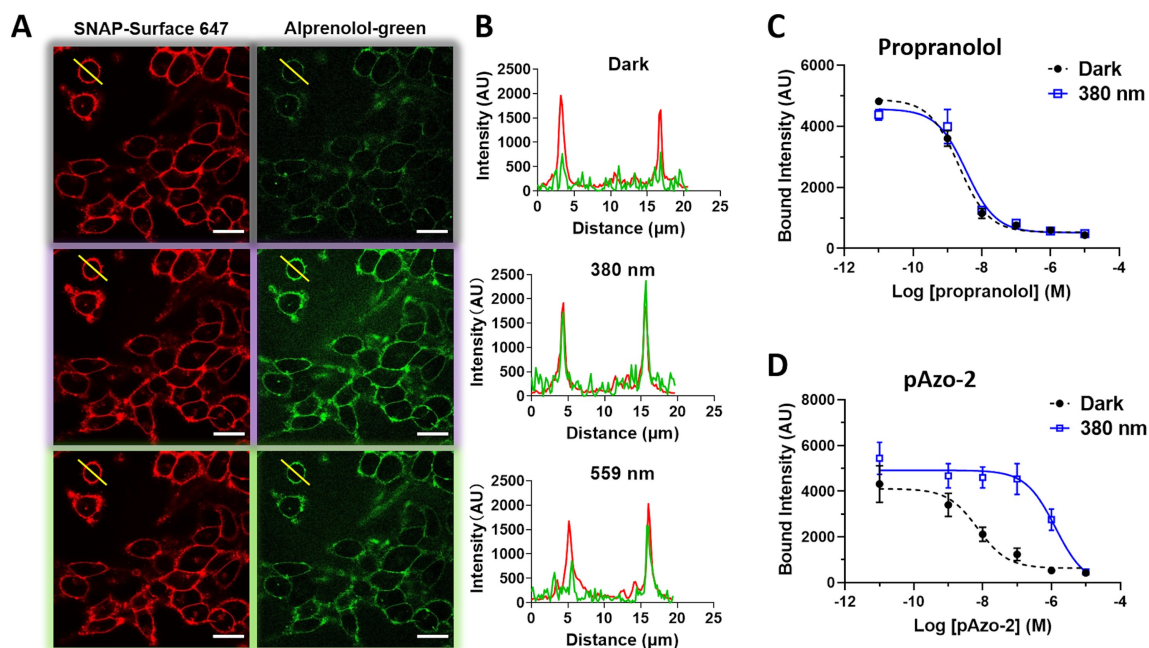 A
SNAP-Surface 647
Alprenolol-green
B
Dark
Intensity (AU)
2500
2000
1500
1000
500
0
0 5 10 15 20 25
Distance (µm)
380 nm
Intensity (AU)
2500
2000
1500
1000
500
0
0 5 10 15 20 25
Distance (µm)
559 nm
Intensity (AU)
2500
2000
1500
1000
500
0
0 5 10 15 20 25
Distance (µm)
C
Propranolol
Dark
380 nm
Bound Intensity (AU)
6000
4000
2000
0
-12 -10 -8 -6 -4
Log [propranolol] (M)
D
pAzo-2
Dark
380 nm
Bound Intensity (AU)
8000
6000
4000
2000
0
-12 -10 -8 -6 -4
Log [pAzo-2] (M)